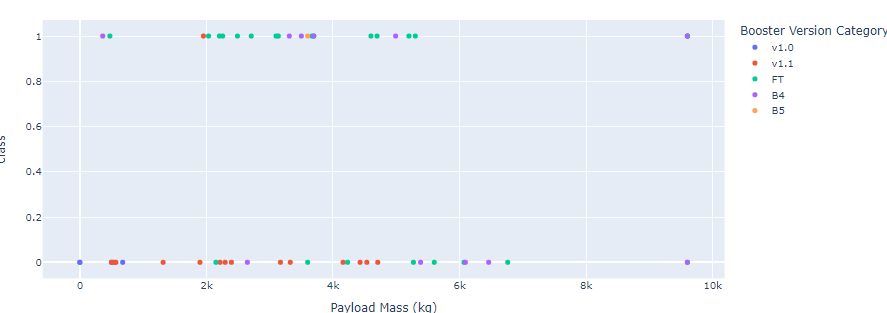 Booster Version Category
v1.0
v1.1
FT
B4
B5
1
0.8
0.6
0.4
0.2
0
class
0 2k 4k 6k 8k 10k
Payload Mass (kg)